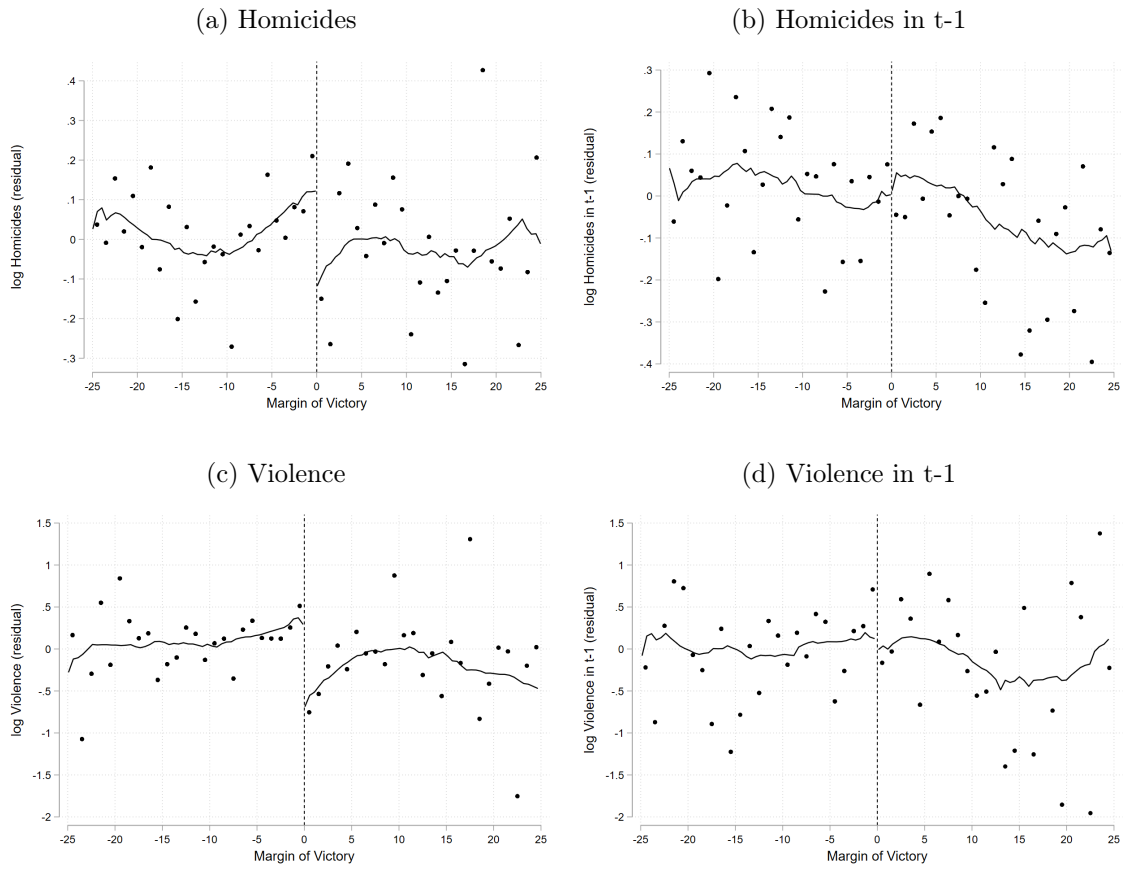 (a) Homicides
.4
.3
.2
.1
0
-.1
-.2
-.3
log Homicides (residual)
-25 -20 -15 -10 -5 0 5 10 15 20 25
Margin of Victory
(b) Homicides in t-1
.3
.2
.1
0
-.1
-.2
-.3
-.4
log Homicides in t-1 (residual)
-25 -20 -15 -10 -5 0 5 10 15 20 25
Margin of Victory
(c) Violence
1.5
1
.5
0
-.5
-1
-1.5
-2
log Violence (residual)
-25 -20 -15 -10 -5 0 5 10 15 20 25
Margin of Victory
(d) Violence in t-1
1.5
1
.5
0
-.5
-1
-1.5
-2
log Violence in t-1 (residual)
-25 -20 -15 -10 -5 0 5 10 15 20 25
Margin of Victory